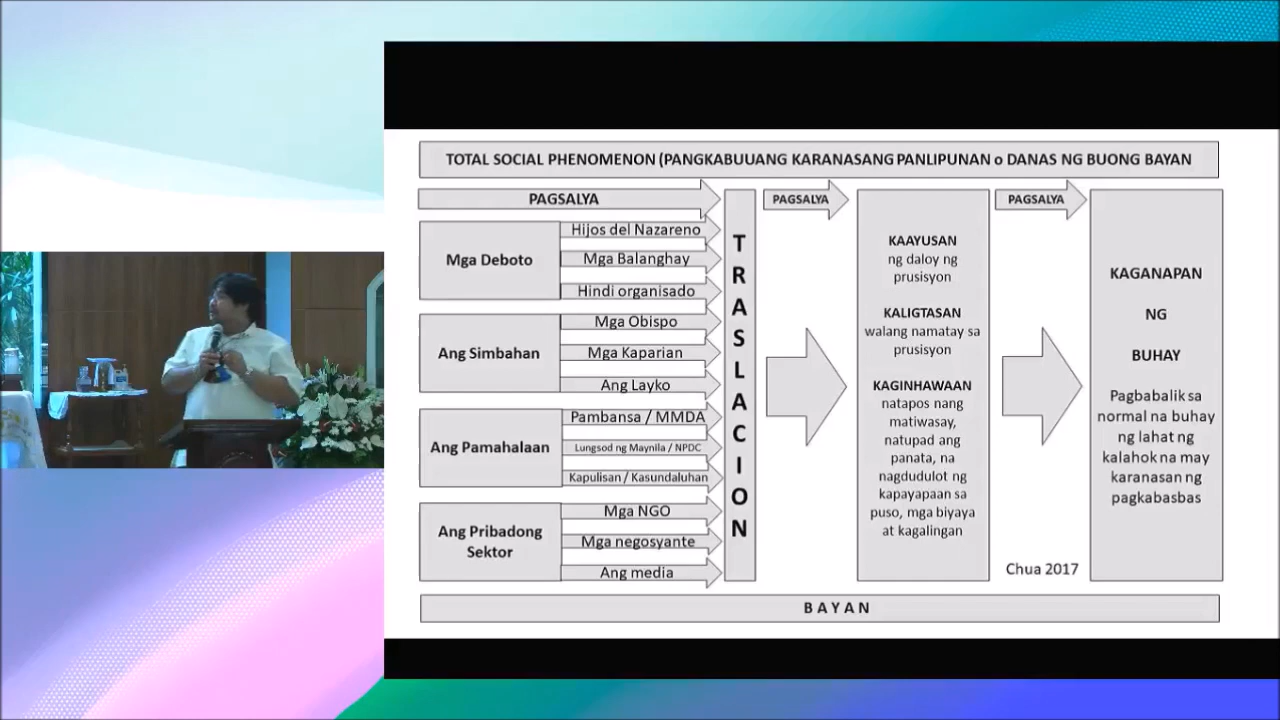 TOTAL SOCIAL PHENOMENON (PANGKABUUANG KARANASANG PANLIPUNAN o DANAS NG BUONG BAYAN
PAGSALYA
Mga Deboto
Hijos del Nazareno
Mga Balanghay
Hindi organisado
Ang Simbahan
Mga Obispo
Mga Kaparian
Ang Layko
Ang Pamahalaan
Pambansa / MMDA
Lungsod ng Maynila / NPDC
Kapulisan / Kasundaluhan
Ang Pribadong
Sektor
Mga NGO
Mga negosyante
Ang media
TRASLACION
PAGSALYA
KAAYUSAN
ng daloy ng
prusisyon
KALIGTASAN
walang namatay sa
prusisyon
KAGINHAWAAN
natapos nang
matiwasay,
natupad ang
panata, na
nagdudulot ng
kapayapaan sa
puso, mga biyaya
at kagalingan
PAGSALYA
KAGANAPAN
NG
BUHAY
Pagbabalik sa
normal na buhay
ng lahat ng
kalahok na may
karanasan ng
pagkabasbas
Chua 2017
B A Y A N